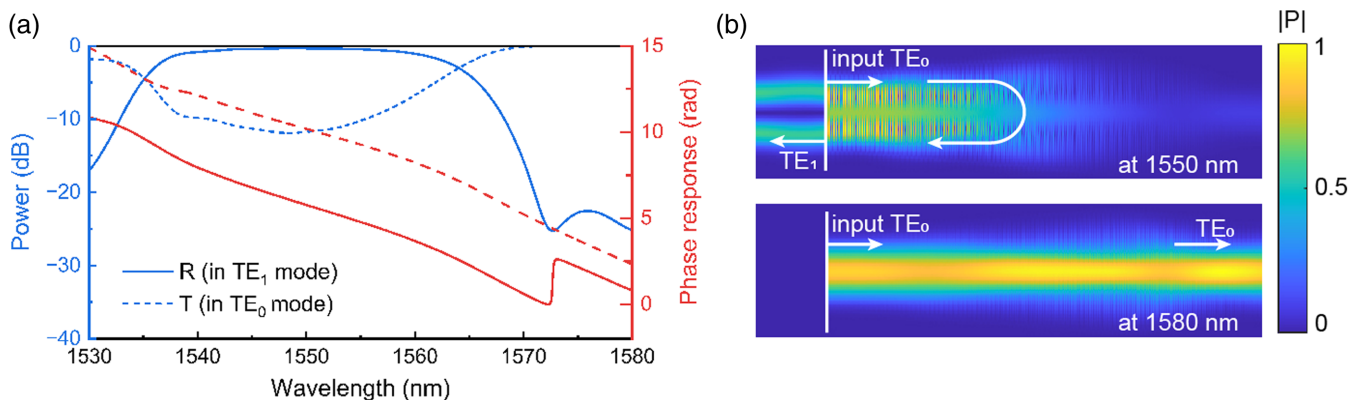 (a)
0
−10
−20
−30
−40
Power (dB)
R (in TE₁ mode)
T (in TE₀ mode)
1530
1540
1550
1560
1570
1580
Wavelength (nm)
15
10
5
0
Phase response (rad)
(b)
input TE₀
TE₁
at 1550 nm
input TE₀
TE₀
at 1580 nm
|P|
1
0.5
0